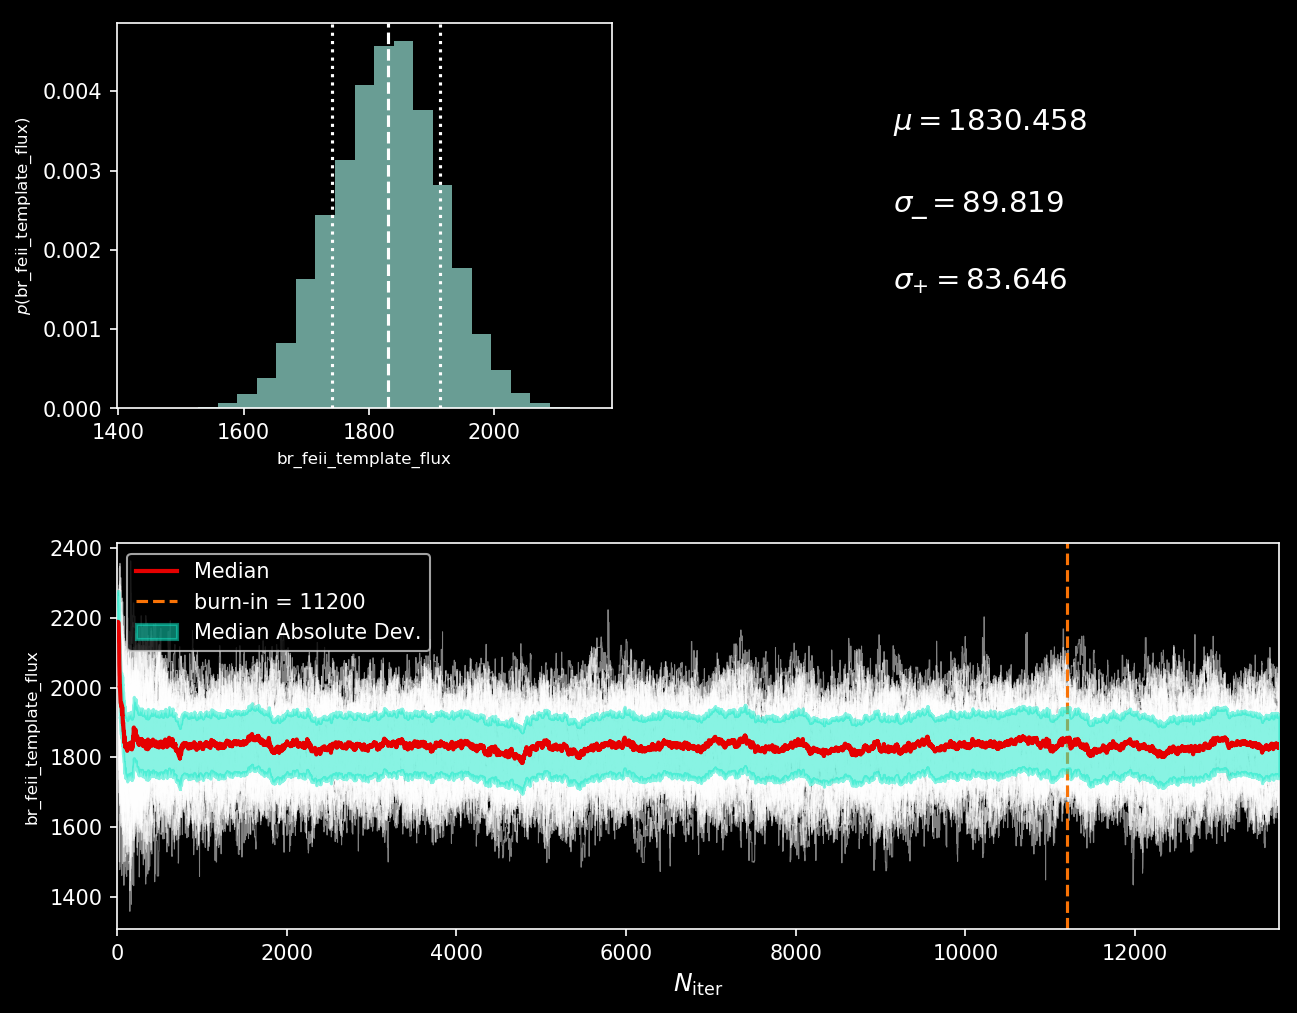 0.004
0.003
0.002
0.001
0.000
p(br_feii_template_flux)
1400 1600 1800 2000
br_feii_template_flux
μ = 1830.458
σ₋ = 89.819
σ₊ = 83.646
2400
2200
2000
1800
1600
1400
br_feii_template_flux
Median
burn-in = 11200
Median Absolute Dev.
0 2000 4000 6000 8000 10000 12000
N_iter